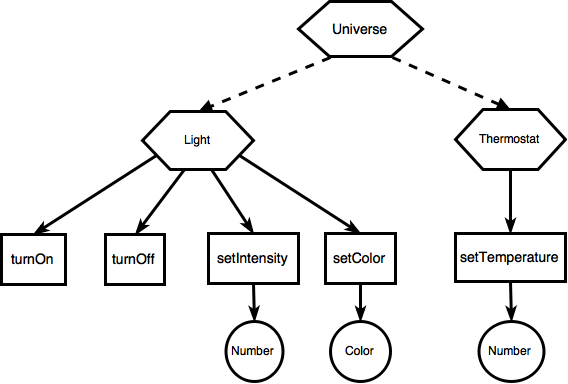 Universe
Light
Thermostat
turnOn
turnOff
setIntensity
setColor
setTemperature
Number
Color
Number